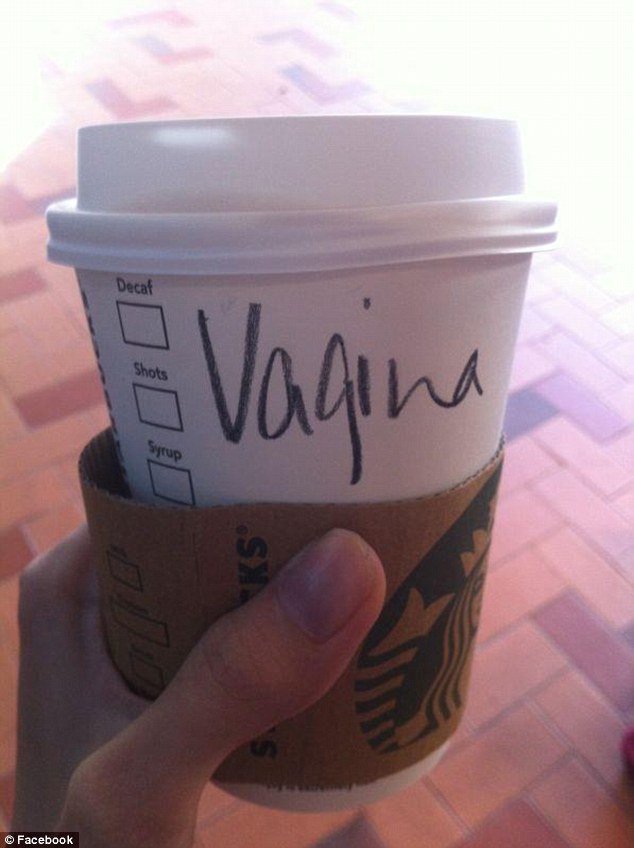 Decaf
Vagina
Shots
Syrup
© Facebook